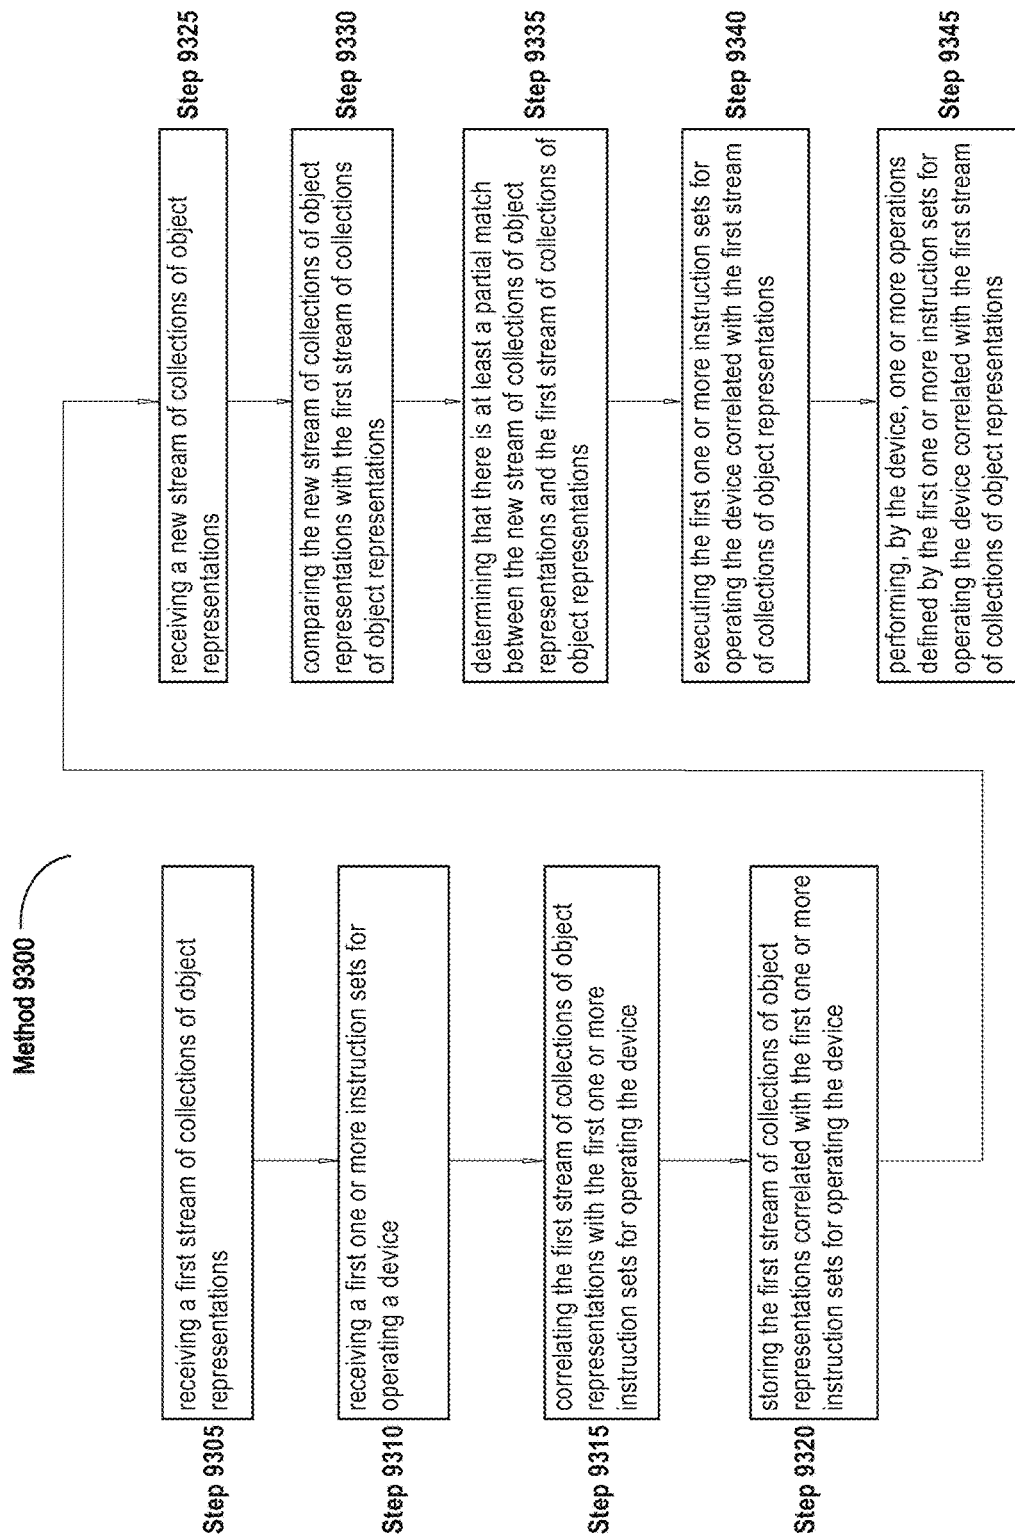 Method 9300
Step 9305
receiving a first stream of collections of object
representations
Step 9310
receiving a first one or more instruction sets for
operating a device
Step 9315
correlating the first stream of collections of object
representations with the first one or more
instruction sets for operating the device
Step 9320
storing the first stream of collections of object
representations correlated with the first one or more
instruction sets for operating the device
Step 9325
receiving a new stream of collections of object
representations
Step 9330
comparing the new stream of collections of object
representations with the first stream of collections
of object representations
Step 9335
determining that there is at least a partial match
between the new stream of collections of object
representations and the first stream of collections of
object representations
Step 9340
executing the first one or more instruction sets for
operating the device correlated with the first stream
of collections of object representations
Step 9345
performing, by the device, one or more operations
defined by the first one or more instruction sets for
operating the device correlated with the first stream
of collections of object representations